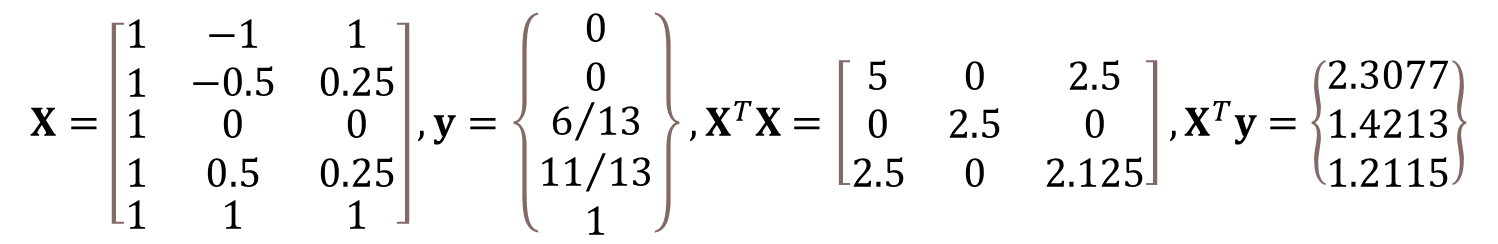 𝐗 = [1 −1 1; 1 −0.5 0.25; 1 0 0; 1 0.5 0.25; 1 1 1], 𝐲 = {0; 0; 6/13; 11/13; 1}, 𝐗ᵀ𝐗 = [5 0 2.5; 0 2.5 0; 2.5 0 2.125], 𝐗ᵀ𝐲 = {2.3077; 1.4213; 1.2115}